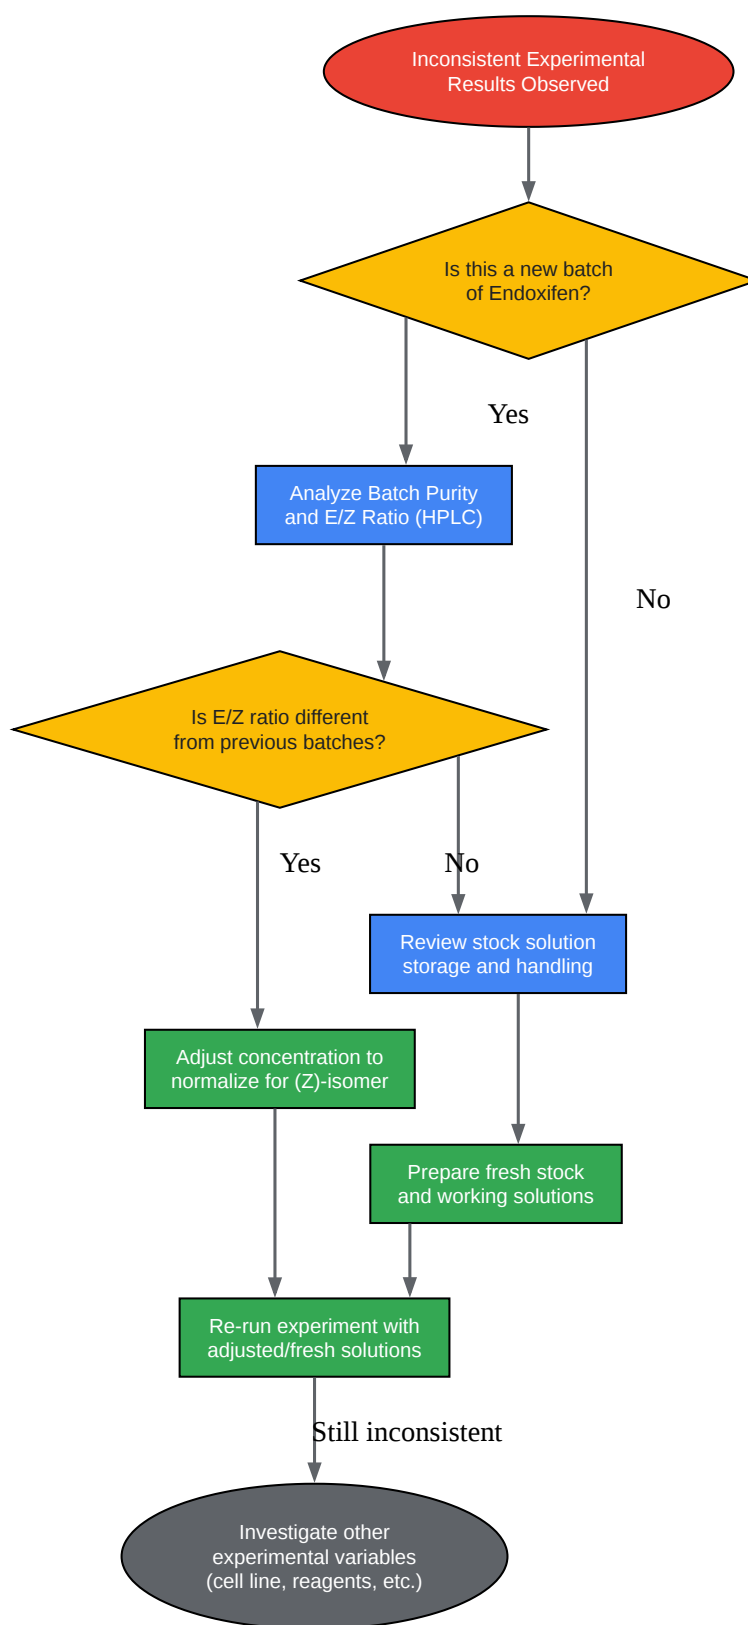 Inconsistent Experimental
Results Observed
Is this a new batch
of Endoxifen?
Yes
Analyze Batch Purity
and E/Z Ratio (HPLC)
No
Is E/Z ratio different
from previous batches?
Yes
No
Review stock solution
storage and handling
Adjust concentration to
normalize for (Z)-isomer
Prepare fresh stock
and working solutions
Re-run experiment with
adjusted/fresh solutions
Still inconsistent
Investigate other
experimental variables
(cell line, reagents, etc.)